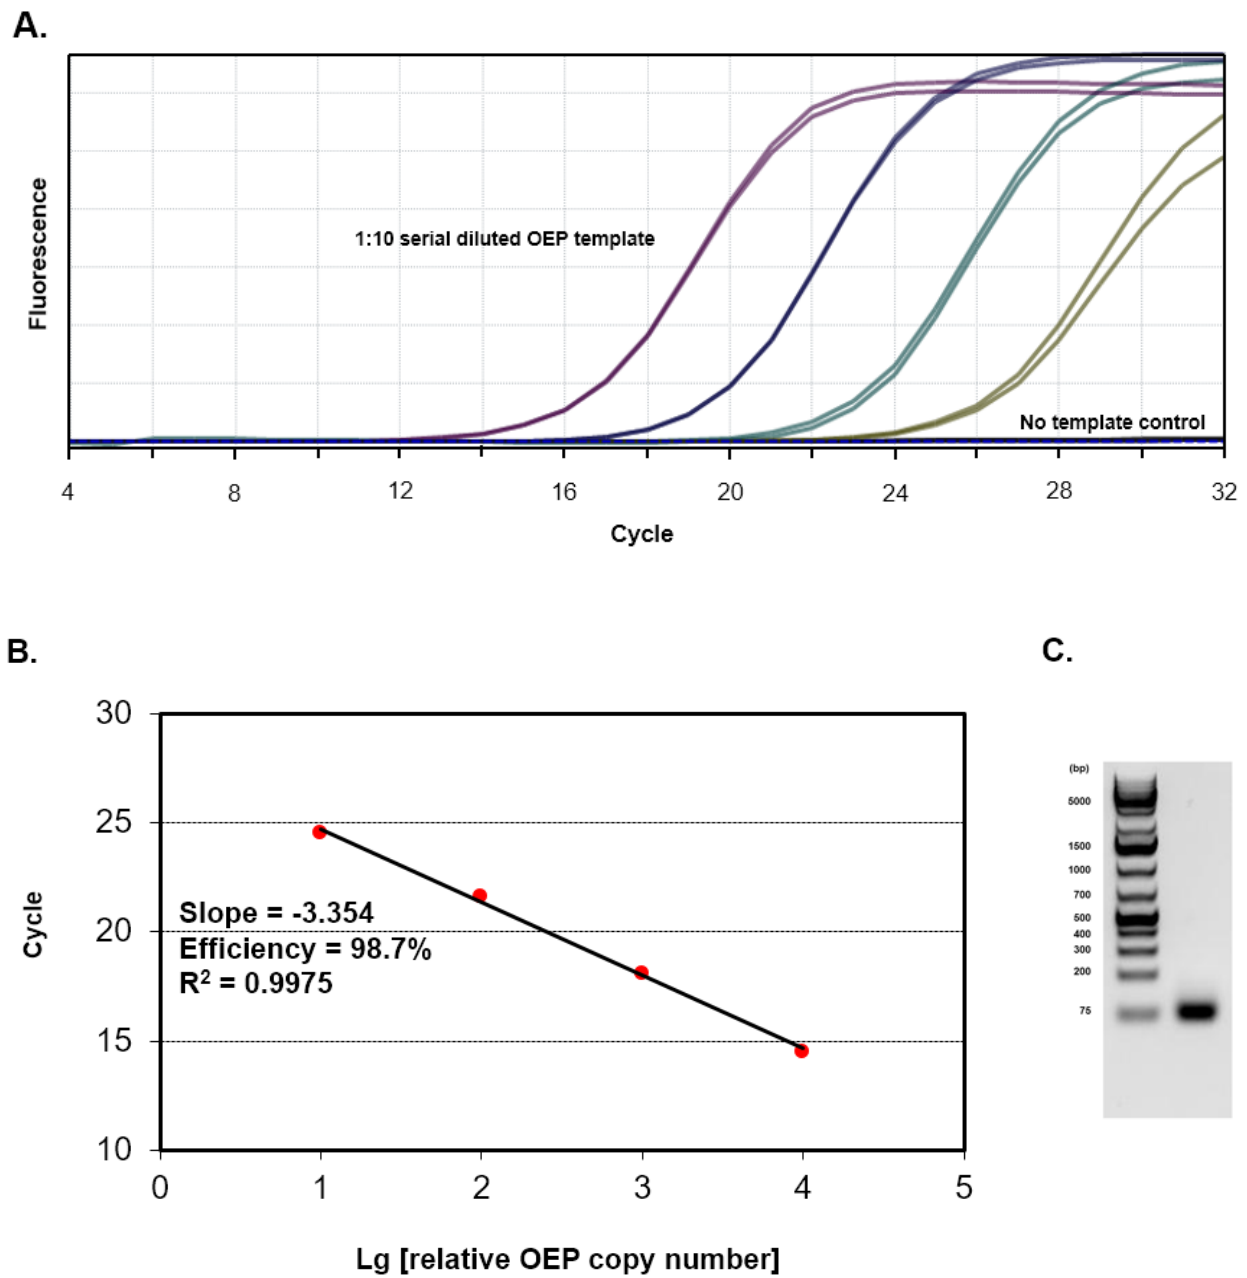 A.
Fluorescence
1:10 serial diluted OEP template
No template control
4 8 12 16 20 24 28 32
Cycle
B.
30
25
20
15
10
Cycle
Slope = -3.354
Efficiency = 98.7%
R² = 0.9975
0 1 2 3 4 5
Lg [relative OEP copy number]
C.
(bp)
5000
1500
1000
700
500
400
300
200
75